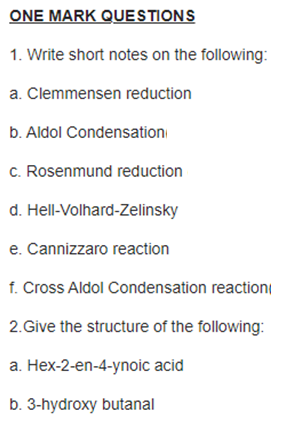 ONE MARK QUESTIONS
1. Write short notes on the following:
a. Clemmensen reduction
b. Aldol Condensation
c. Rosenmund reduction
d. Hell-Volhard-Zelinsky
e. Cannizzaro reaction
f. Cross Aldol Condensation reaction
2.Give the structure of the following:
a. Hex-2-en-4-ynoic acid
b. 3-hydroxy butanal